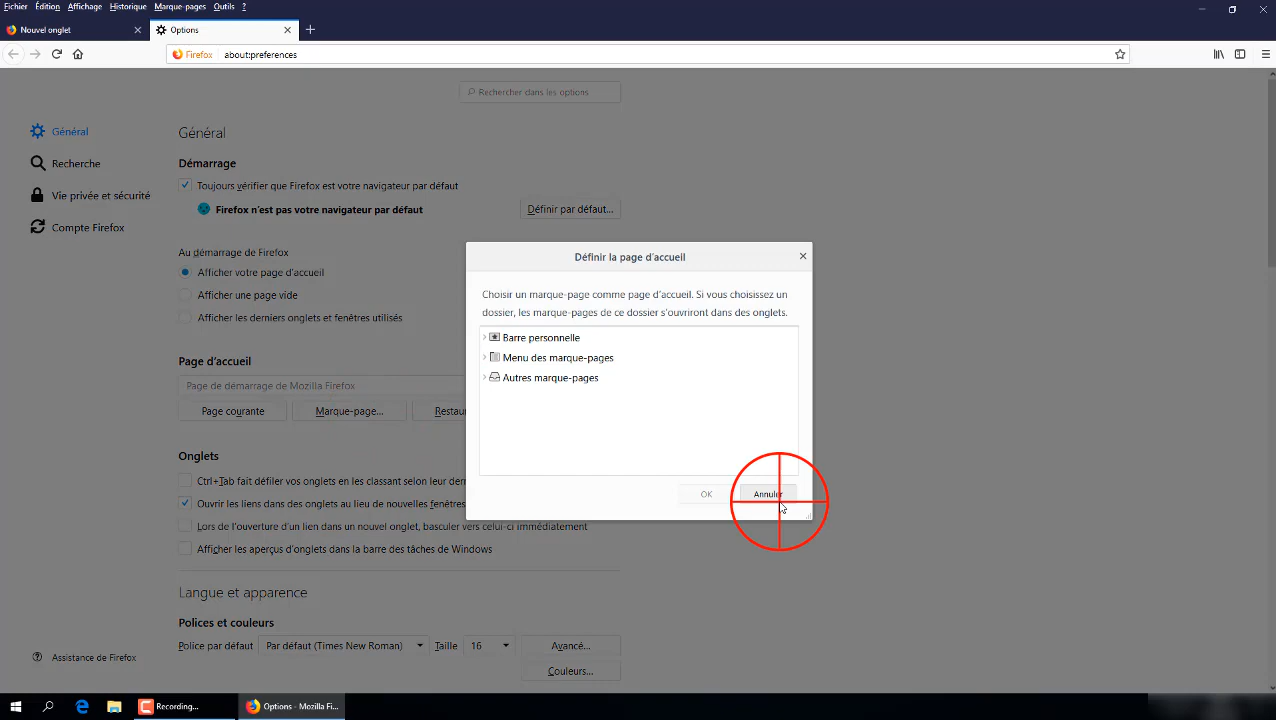 Fichier Édition Affichage Historique Marque-pages Outils ?
Nouvel onglet
Options
Firefox about:preferences
Rechercher dans les options
Général
Recherche
Vie privée et sécurité
Compte Firefox
Général
Démarrage
Toujours vérifier que Firefox est votre navigateur par défaut
Firefox n'est pas votre navigateur par défaut
Définir par défaut...
Au démarrage de Firefox
Afficher votre page d'accueil
Afficher une page vide
Afficher les derniers onglets et fenêtres utilisés
Page d'accueil
Page de démarrage de Mozilla Firefox
Page courante Marque-page... Restau
Onglets
Ctrl+Tab fait défiler vos onglets en les classant selon leur der
Ouvrir les liens dans des onglets au lieu de nouvelles fenêtres
Lors de l'ouverture d'un lien dans un nouvel onglet, basculer vers celui-ci immédiatement
Afficher les aperçus d'onglets dans la barre des tâches de Windows
Langue et apparence
Polices et couleurs
Police par défaut Par défaut (Times New Roman) Taille 16 Avancé...
Couleurs...
Assistance de Firefox
Définir la page d'accueil
Choisir un marque-page comme page d'accueil. Si vous choisissez un
dossier, les marque-pages de ce dossier s'ouvriront dans des onglets.
Barre personnelle
Menu des marque-pages
Autres marque-pages
OK Annuler
Recording...
Options - Mozilla Fi...